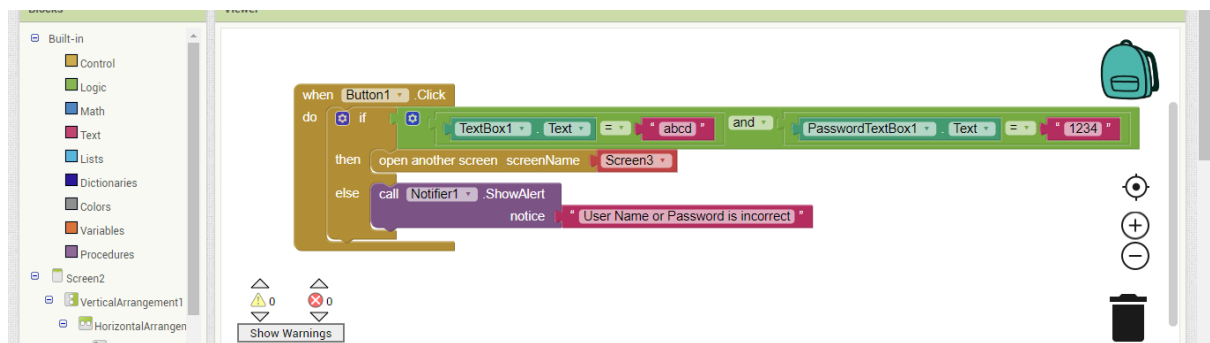 Blocks
Viewer
Built-in
Control
Logic
Math
Text
Lists
Dictionaries
Colors
Variables
Procedures
Screen2
VerticalArrangement1
HorizontalArrangen
when Button1 .Click
do if TextBox1 . Text = " abcd " and PasswordTextBox1 . Text = " 1234 "
then open another screen screenName Screen3
else call Notifier1 .ShowAlert
notice " User Name or Password is incorrect "
0 0
Show Warnings